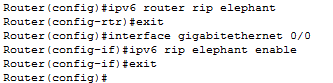 Router(config)#ipv6 router rip elephant
Router(config-rtr)#exit
Router(config)#interface gigabitethernet 0/0
Router(config-if)#ipv6 rip elephant enable
Router(config-if)#exit
Router(config)#